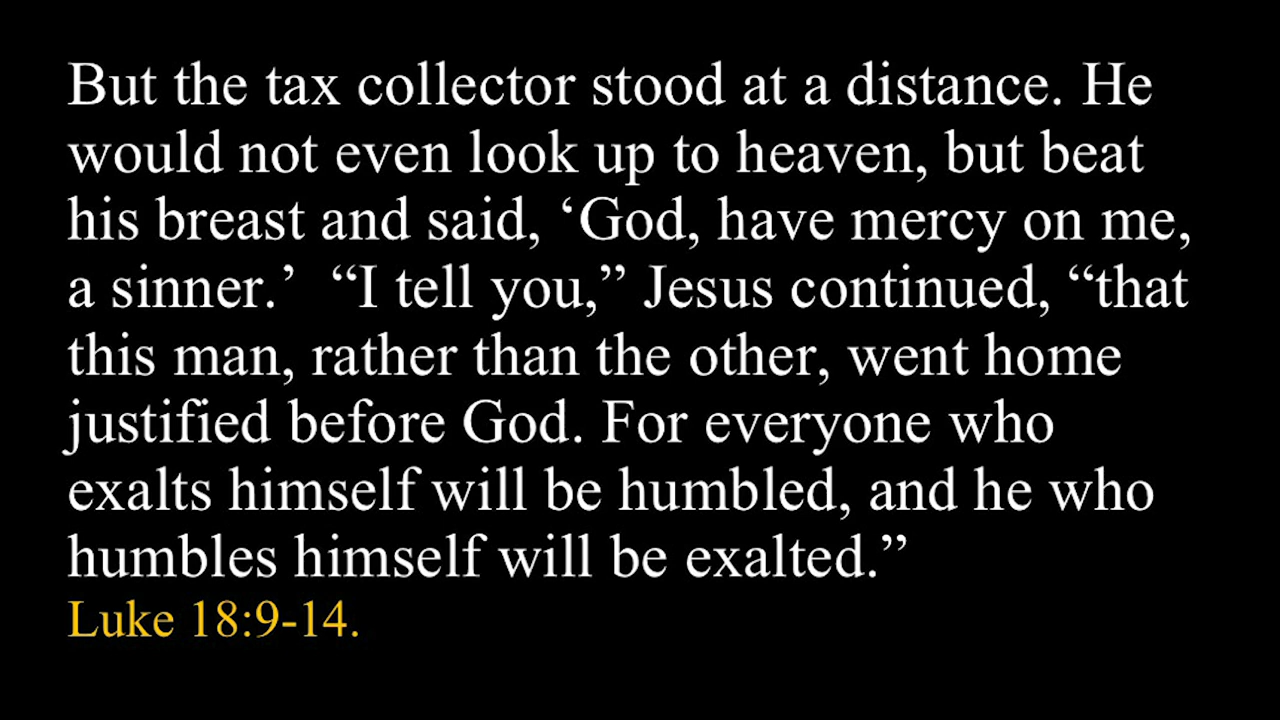 But the tax collector stood at a distance. He
would not even look up to heaven, but beat
his breast and said, ‘God, have mercy on me,
a sinner.’  “I tell you,” Jesus continued, “that
this man, rather than the other, went home
justified before God. For everyone who
exalts himself will be humbled, and he who
humbles himself will be exalted.”
Luke 18:9-14.